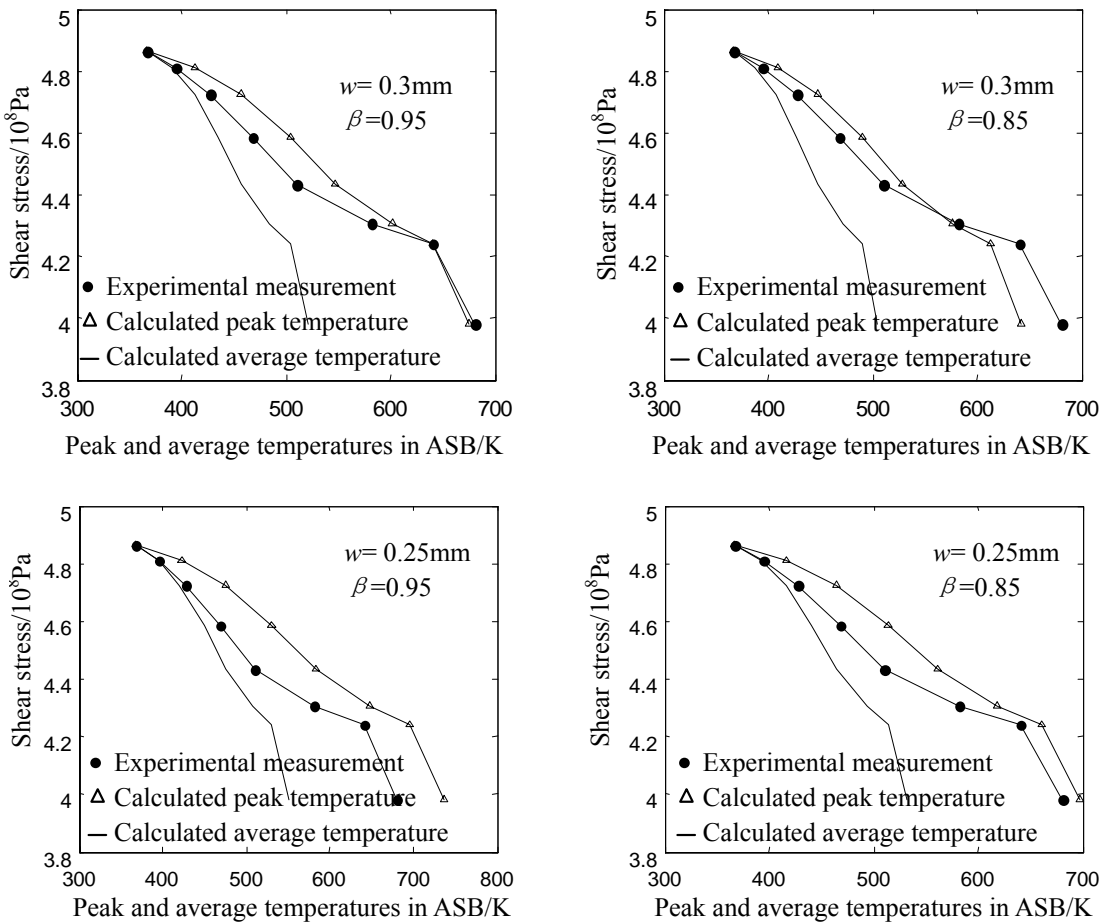 5
4.8
4.6
4.4
4.2
4
3.8
Shear stress/10⁸Pa
w= 0.3mm
β=0.95
● Experimental measurement
△ Calculated peak temperature
— Calculated average temperature
300 400 500 600 700
Peak and average temperatures in ASB/K
5
4.8
4.6
4.4
4.2
4
3.8
Shear stress/10⁸Pa
w= 0.3mm
β=0.85
● Experimental measurement
△ Calculated peak temperature
— Calculated average temperature
300 400 500 600 700
Peak and average temperatures in ASB/K
5
4.8
4.6
4.4
4.2
4
3.8
Shear stress/10⁸Pa
w= 0.25mm
β=0.95
● Experimental measurement
△ Calculated peak temperature
— Calculated average temperature
300 400 500 600 700 800
Peak and average temperatures in ASB/K
5
4.8
4.6
4.4
4.2
4
3.8
Shear stress/10⁸Pa
w= 0.25mm
β=0.85
● Experimental measurement
△ Calculated peak temperature
— Calculated average temperature
300 400 500 600 700
Peak and average temperatures in ASB/K